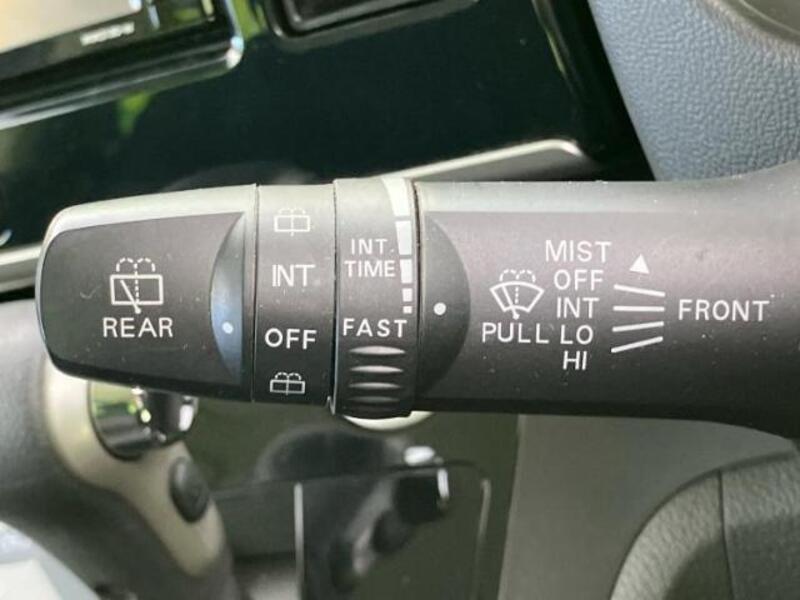 REAR
INT
OFF
INT.
TIME
FAST
PULL
MIST
OFF
INT
LO
HI
FRONT